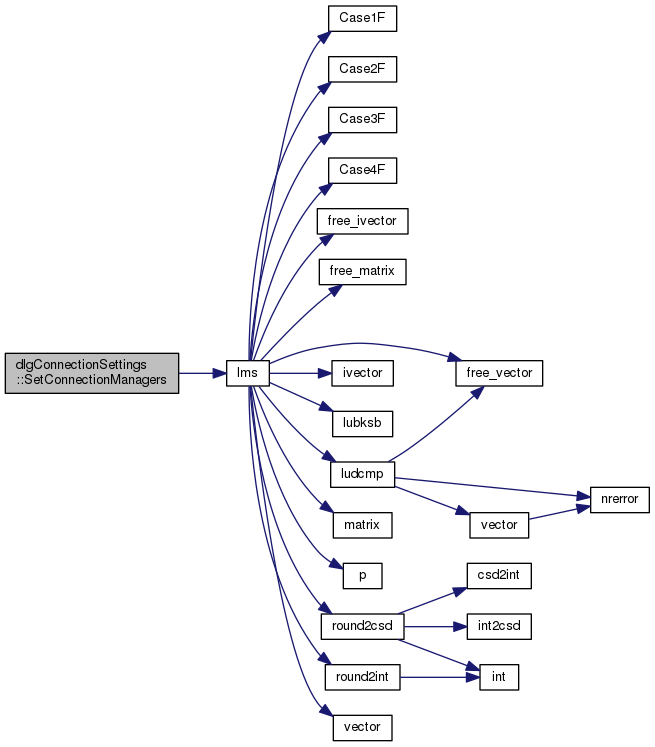 Case1F
Case2F
Case3F
Case4F
free_ivector
free_matrix
dlgConnectionSettings
::SetConnectionManagers
lms
ivector
free_vector
lubksb
ludcmp
nrerror
matrix
vector
p
csd2int
round2csd
int2csd
round2int
int
vector